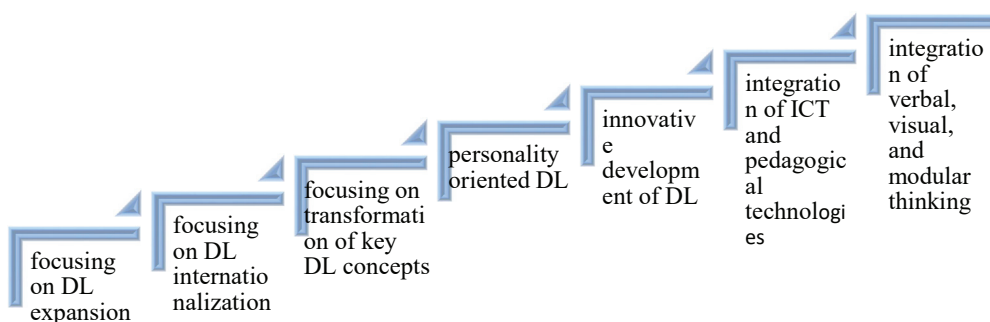 focusing
on DL
expansion
focusing
on DL
internatio
nalization
focusing on
transformati
on of key
DL concepts
personality
oriented DL
innovativ
e
developm
ent of DL
integratio
n of ICT
and
pedagogic
al
technologi
es
integratio
n of
verbal,
visual,
and
modular
thinking